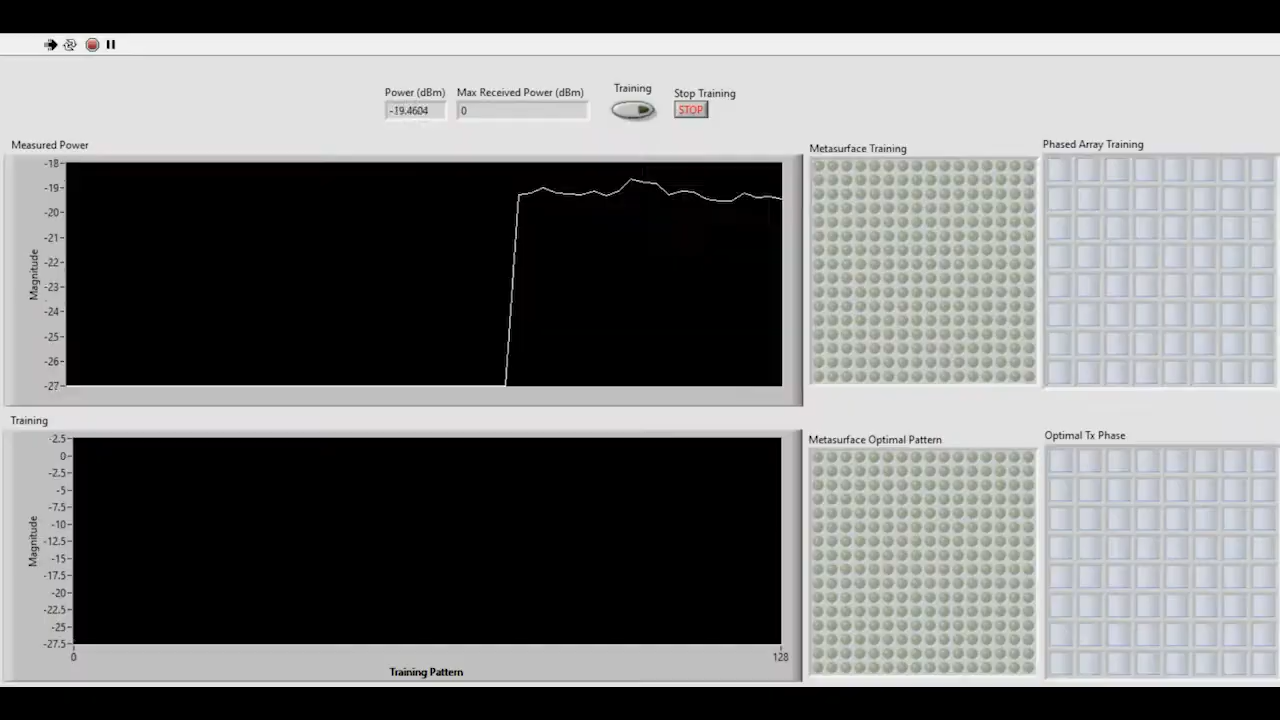 Power (dBm)
Max Received Power (dBm)
Training
Stop Training
-19.4604
0
STOP
Measured Power
Metasurface Training
Phased Array Training
-18
-19
-20
-21
-22
-23
-24
-25
-26
-27
Magnitude
Training
Metasurface Optimal Pattern
Optimal Tx Phase
-2.5
0
-2.5
-5
-7.5
-10
-12.5
-15
-17.5
-20
-22.5
-25
-27.5
Magnitude
0
128
Training Pattern